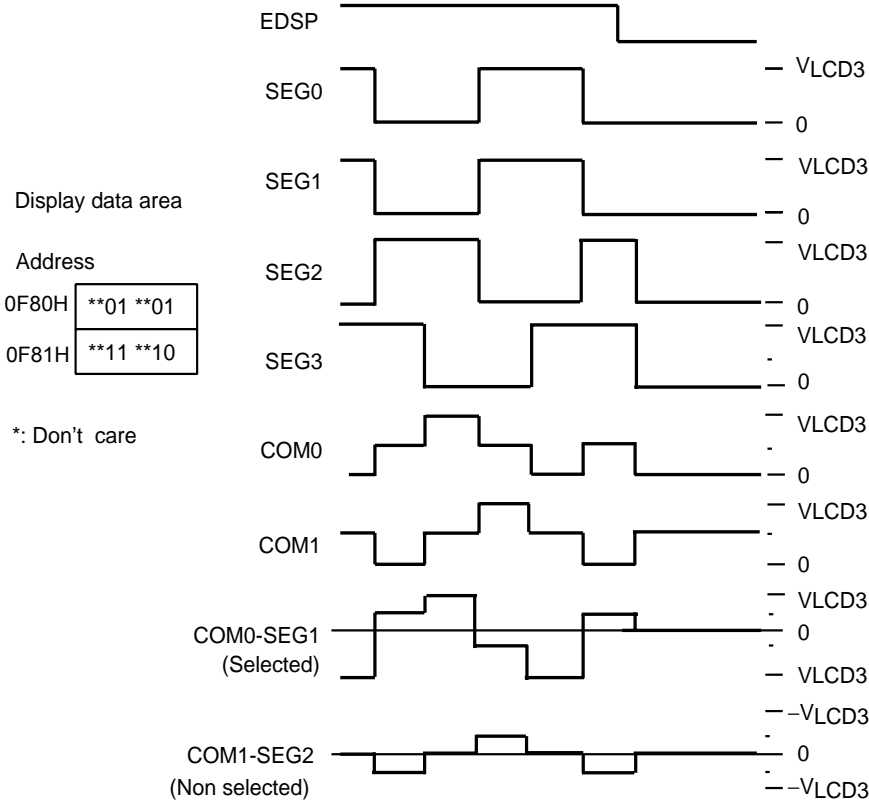 EDSP
VLCD3
SEG0
0
VLCD3
SEG1
Display data area
0
VLCD3
Address
SEG2
0F80H **01 **01
0
VLCD3
0F81H **11 **10
SEG3
0
VLCD3
*: Don't care
COM0
0
VLCD3
COM1
0
VLCD3
COM0-SEG1
0
(Selected)
VLCD3
−VLCD3
COM1-SEG2
0
(Non selected)
−VLCD3